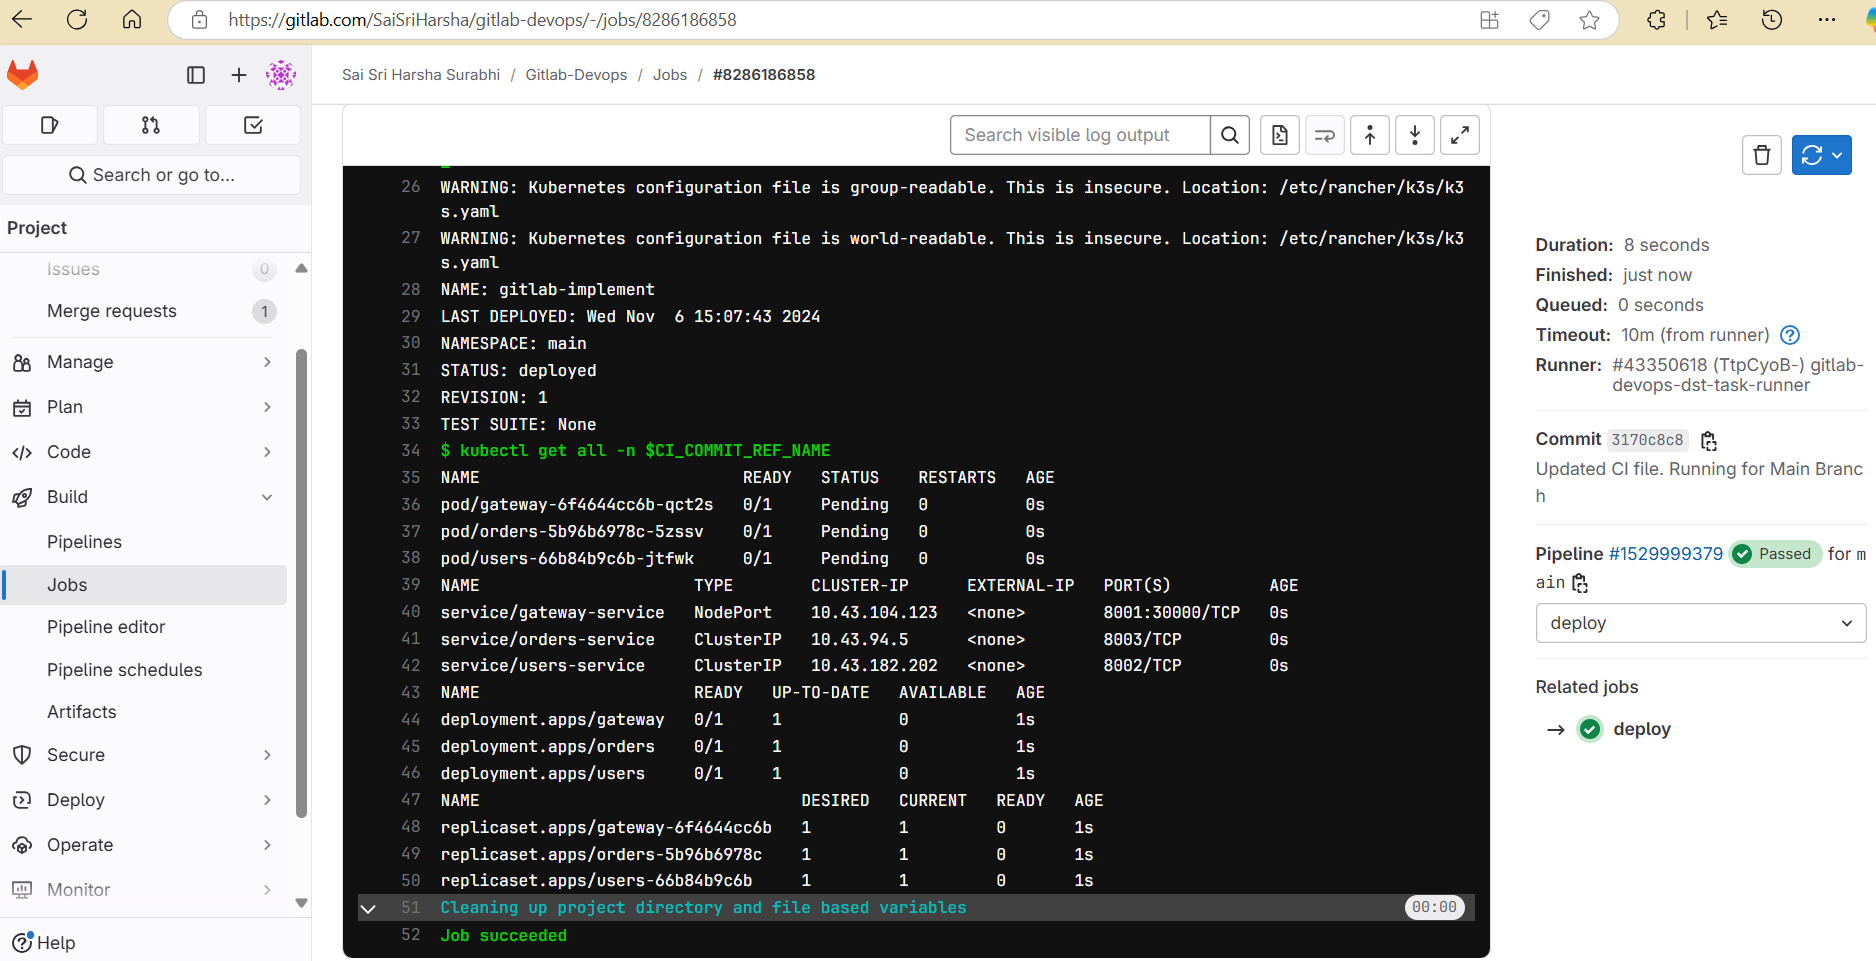 https://gitlab.com/SaiSriHarsha/gitlab-devops/-/jobs/8286186858
Sai Sri Harsha Surabhi / Gitlab-Devops / Jobs / #8286186858
Search or go to...
Project
Issues 0
Merge requests 1
Manage
Plan
Code
Build
Pipelines
Jobs
Pipeline editor
Pipeline schedules
Artifacts
Secure
Deploy
Operate
Monitor
Help
Search visible log output
26 WARNING: Kubernetes configuration file is group-readable. This is insecure. Location: /etc/rancher/k3s/k3
s.yaml
27 WARNING: Kubernetes configuration file is world-readable. This is insecure. Location: /etc/rancher/k3s/k3
s.yaml
28 NAME: gitlab-implement
29 LAST DEPLOYED: Wed Nov  6 15:07:43 2024
30 NAMESPACE: main
31 STATUS: deployed
32 REVISION: 1
33 TEST SUITE: None
34 $ kubectl get all -n $CI_COMMIT_REF_NAME
35 NAME READY STATUS RESTARTS AGE
36 pod/gateway-6f4644cc6b-qct2s 0/1 Pending 0 0s
37 pod/orders-5b96b6978c-5zssv 0/1 Pending 0 0s
38 pod/users-66b84b9c6b-jtfwk 0/1 Pending 0 0s
39 NAME TYPE CLUSTER-IP EXTERNAL-IP PORT(S) AGE
40 service/gateway-service NodePort 10.43.104.123 <none> 8001:30000/TCP 0s
41 service/orders-service ClusterIP 10.43.94.5 <none> 8003/TCP 0s
42 service/users-service ClusterIP 10.43.182.202 <none> 8002/TCP 0s
43 NAME READY UP-TO-DATE AVAILABLE AGE
44 deployment.apps/gateway 0/1 1 0 1s
45 deployment.apps/orders 0/1 1 0 1s
46 deployment.apps/users 0/1 1 0 1s
47 NAME DESIRED CURRENT READY AGE
48 replicaset.apps/gateway-6f4644cc6b 1 1 0 1s
49 replicaset.apps/orders-5b96b6978c 1 1 0 1s
50 replicaset.apps/users-66b84b9c6b 1 1 0 1s
51 Cleaning up project directory and file based variables 00:00
52 Job succeeded
Duration: 8 seconds
Finished: just now
Queued: 0 seconds
Timeout: 10m (from runner)
Runner: #43350618 (TtpCyoB-) gitlab-
devops-dst-task-runner
Commit 3170c8c8
Updated CI file. Running for Main Branc
h
Pipeline #1529999379 Passed for m
ain
deploy
Related jobs
deploy